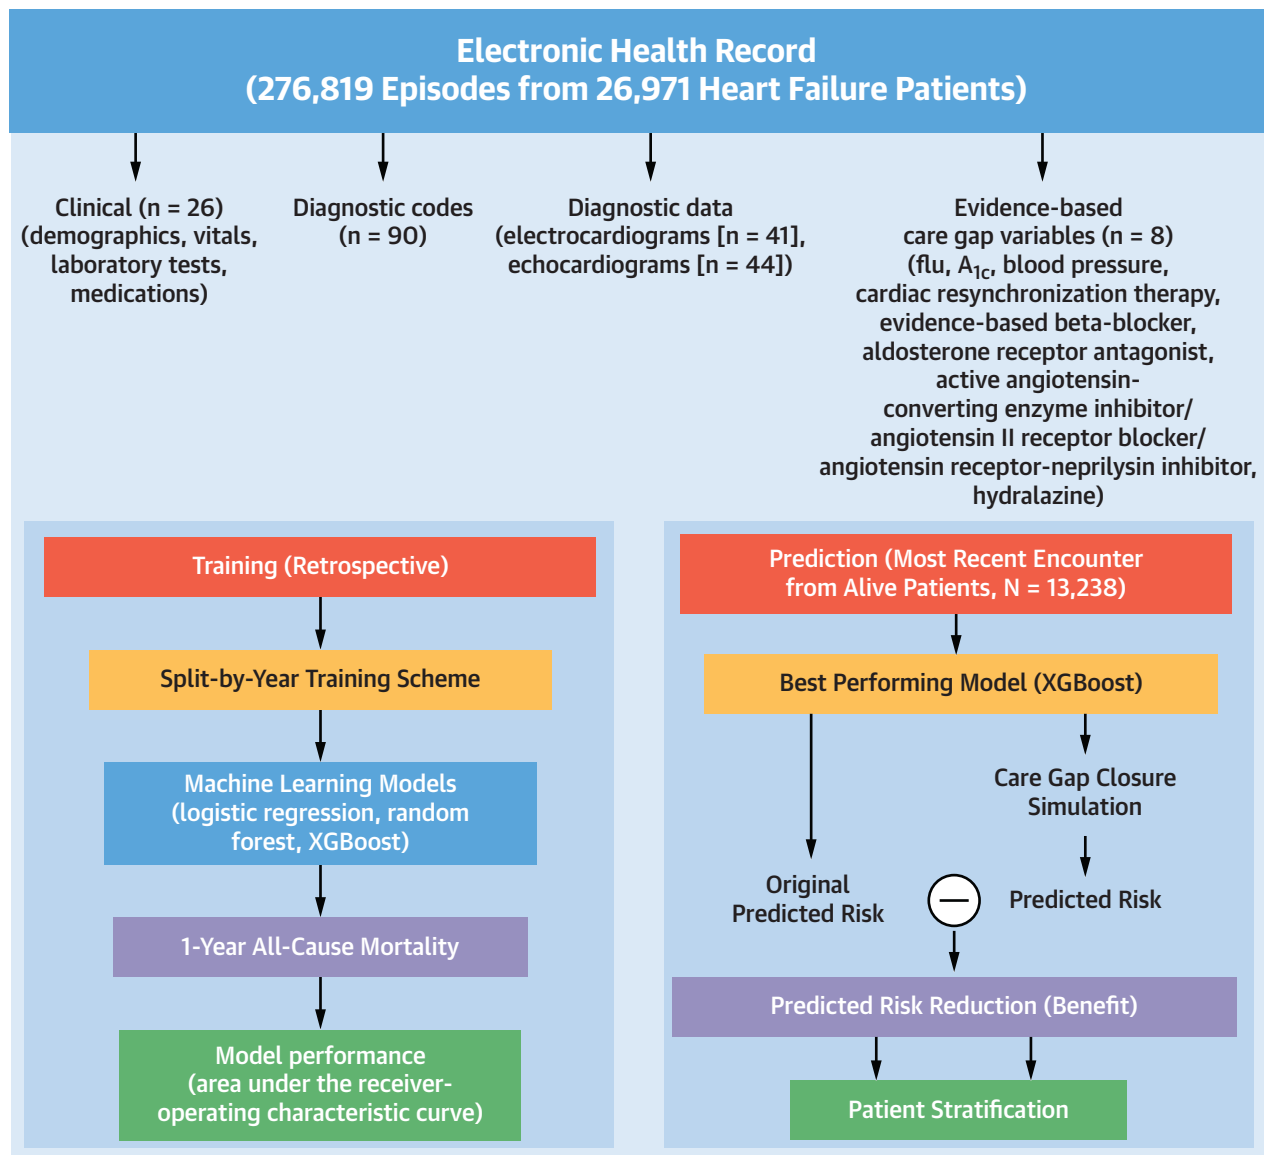 Electronic Health Record
(276,819 Episodes from 26,971 Heart Failure Patients)
Clinical (n = 26)
(demographics, vitals,
laboratory tests,
medications)
Diagnostic codes
(n = 90)
Diagnostic data
(electrocardiograms [n = 41],
echocardiograms [n = 44])
Evidence-based
care gap variables (n = 8)
(flu, A1c, blood pressure,
cardiac resynchronization therapy,
evidence-based beta-blocker,
aldosterone receptor antagonist,
active angiotensin-
converting enzyme inhibitor/
angiotensin II receptor blocker/
angiotensin receptor-neprilysin inhibitor,
hydralazine)
Training (Retrospective)
Split-by-Year Training Scheme
Machine Learning Models
(logistic regression, random
forest, XGBoost)
1-Year All-Cause Mortality
Model performance
(area under the receiver-
operating characteristic curve)
Prediction (Most Recent Encounter
from Alive Patients, N = 13,238)
Best Performing Model (XGBoost)
Care Gap Closure
Simulation
Original
Predicted Risk
—
Predicted Risk
Predicted Risk Reduction (Benefit)
Patient Stratification